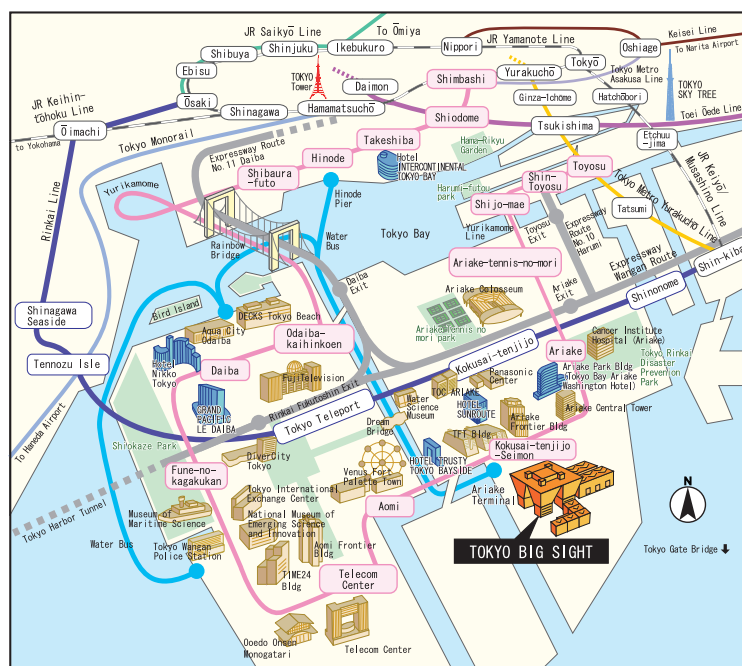 JR Saikyō Line
To Ōmiya
JR Yamanote Line
Keisei Line
To Narita Airport
Shibuya
Shinjuku
Ikebukuro
Nippori
Oshiage
Ebisu
TOKYO
Tower
Daimon
Shimbashi
Yurakuchō
Tōkyō
Tokyo Metro
Asakusa Line
TOKYO
SKY TREE
JR Keihin-
tohoku Line
Ōsaki
Shinagawa
Hamamatsuchō
Ginza-Ichōme
Hatchōbori
Ōimachi
to Yokohama
Tokyo Monorail
Shiodome
Tsukishima
Toei Ōede Line
Expressway Route
No.11 Daiba
Takeshiba
Hama-Rikyu
Garden
Etchuu-
jima
Hinode
Hotel
INTERCONTINENTAL
TOKYO BAY
Toyosu
Shibaura-
futo
Shin-
Toyosu
JR Keiyō/
Musashino Line
Yurikamome
Hinode
Pier
Harumi-futou
park
Shijo-mae
Tokyo Metro Yurakucho Line
Tatsumi
Rinkai Line
Rainbow
Bridge
Water
Bus
Tokyo Bay
Yurikamome
Line
Toyosu
Exit
Expressway
Route
No.10
Harumi
Ariake-tennis-no-mori
Expressway
Wangan Route
Shin-kiba
Daiba
Exit
Ariake
Exit
Shinonome
Bird Island
DECKS Tokyo Beach
Ariake Colosseum
Shinagawa
Seaside
Aqua City
Odaiba
Odaiba-
kaihinkoen
Ariake Tennis no
mori park
Kokusai-tenjijo
Cancer Institute
Hospital (Ariake)
Tennozu Isle
Nikko
Tokyo
Daiba
Ariake
Tokyo Rinkai
Disaster
Prevention
Park
Fuji Television
Rinkai Fukutoshin Exit
TOC ARIAKE
Panasonic
Center
Ariake Park Bldg
(Tokyo Bay Ariake
Washington Hotel)
GRAND
PACIFIC
LE DAIBA
Tokyo Teleport
Water
Science
Museum
HOTEL
SUNROUTE
Ariake Central Tower
To Haneda Airport
Dream
Bridge
Ariake
Frontier Bldg
Shiokaze Park
DiverCity
Tokyo
TFT Bldg
Kokusai-tenjijo
-Seimon
Fune-no-
kagakukan
HOTEL TRUSTY
TOKYO BAYSIDE
Venus Fort
Palette Town
Tokyo International
Exchange Center
Ariake
Terminal
Tokyo Harbor Tunnel
Museum of
Maritime Science
National Museum of
Emerging Science
and Innovation
Aomi
TOKYO BIG SIGHT
N
Water Bus
Tokyo Wangan
Police Station
Aomi Frontier
Bldg
Tokyo Gate Bridge
TIME24
Bldg
Telecom
Center
Ooedo Onsen
Monogatari
Telecom Center